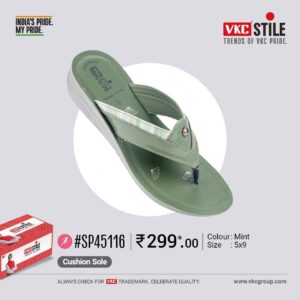 INDIA'S PRIDE.
MY PRIDE.
VKC STILE
TRENDS OF VKC PRIDE.
#SP45116
₹299*.00
Colour: Mint
Size : 5x9
Cushion Sole
ALWAYS CHECK FOR VKC TRADEMARK. CELEBRATE QUALITY.
www.vkcgroup.com